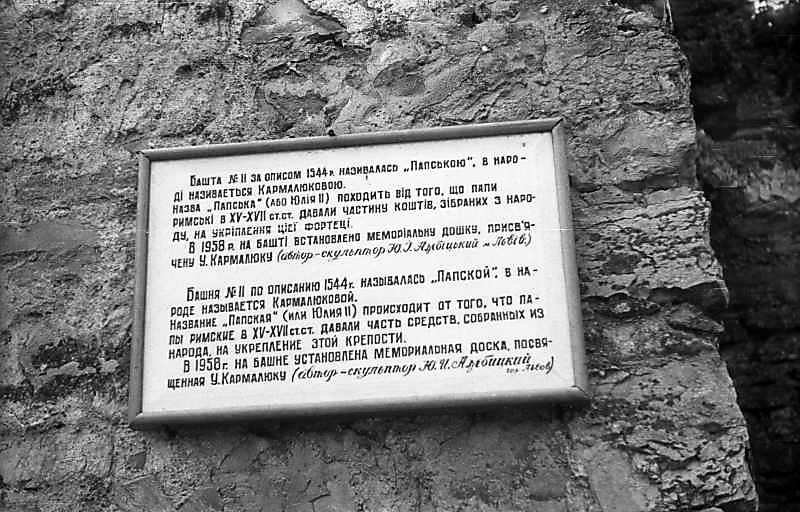 Башта № 11 за описом 1544 р. називалась „Папською", в наро-
ді називається Кармалюковою.
Назва „Папська" (або Юлія II) походить від того, що папи
римські в XV-XVII ст.ст. давали частину коштів, зібраних з наро-
ду, на укріплення цієї фортеці.
В 1958 р. на башті встановлено меморіальну дошку, присв'я-
чену У. Кармалюку (автор-скульптор м. Львів.)
Башня № 11 по описанию 1544 г. называлась „Папской", в на-
роде называется Кармалюковой.
Название „Папская" (или Юлия II) происходит от того, что па-
пы римские в XV-XVII ст.ст. давали часть средств, собранных из
народа, на укрепление этой крепости.
В 1958 г. на башне установлена мемориальная доска, посвя-
щенная У. Кармалюку (автор-скульптор
гор. Львов)